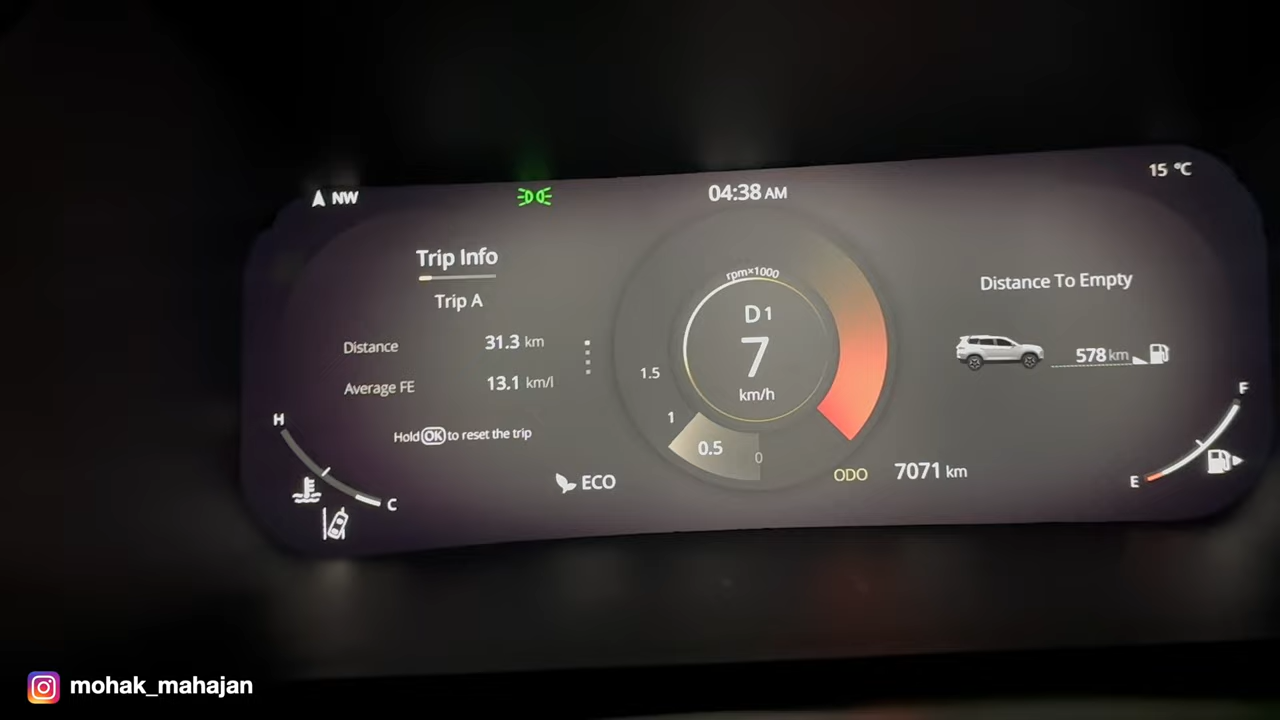 NW
04:38 AM
15 °C
Trip Info
Trip A
Distance 31.3 km
Average FE 13.1 km/l
Hold OK to reset the trip
ECO
rpm×1000
D1
7
km/h
1.5
1
0.5
0
ODO 7071 km
Distance To Empty
578 km
H
C
F
E
mohak_mahajan